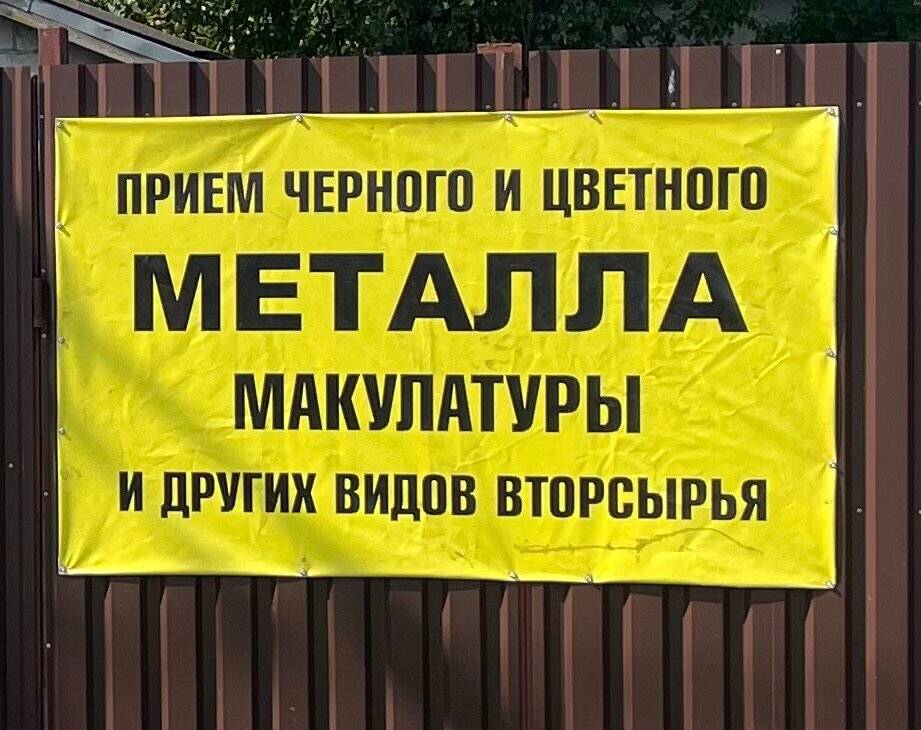 ПРИЕМ ЧЕРНОГО И ЦВЕТНОГО
МЕТАЛЛА
МАКУЛАТУРЫ
И ДРУГИХ ВИДОВ ВТОРСЫРЬЯ